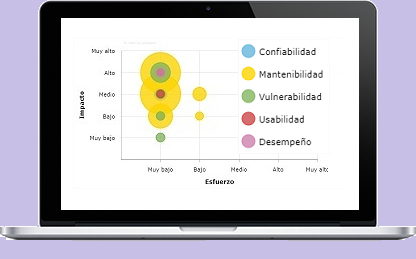 Muy alto
Alto
Medio
Bajo
Muy bajo
Impacto
Confiabilidad
Mantenibilidad
Vulnerabilidad
Usabilidad
Desempeño
Muy bajo
Bajo
Medio
Alto
Muy alto
Esfuerzo